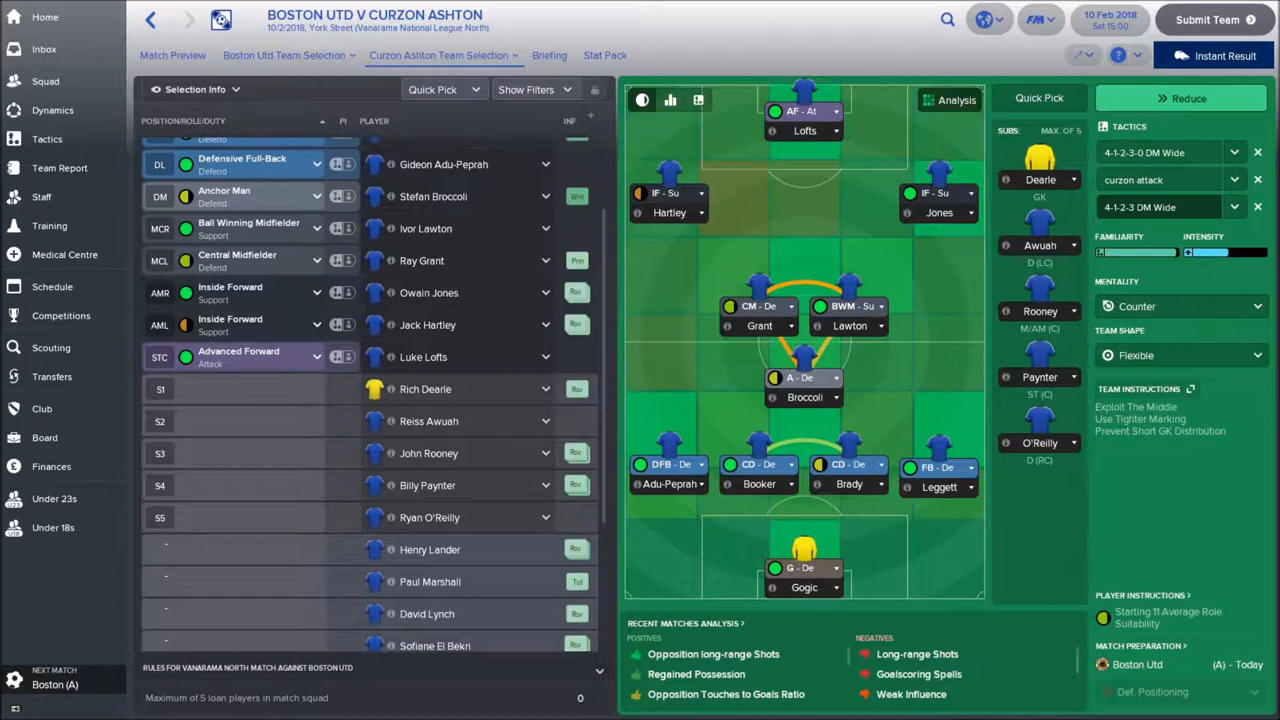 Home
Inbox
Squad
Dynamics
Tactics
Team Report
Staff
Training
Medical Centre
Schedule
Competitions
Scouting
Transfers
Club
Board
Finances
Under 23s
Under 18s
NEXT MATCH
Boston (A)
BOSTON UTD V CURZON ASHTON
10/2/2018, York Street (Vanarama National League North)
FM
10 Feb 2018
Sat 15:00
Submit Team
Match Preview
Boston Utd Team Selection
Curzon Ashton Team Selection
Briefing
Stat Pack
?
Instant Result
Selection Info
Quick Pick
Show Filters
POSITION/ROLE/DUTY
PI
PLAYER
INF
Defend
DL
Defensive Full-Back
Defend
Gideon Adu-Peprah
DM
Anchor Man
Defend
Stefan Broccoli
Wnt
MCR
Ball Winning Midfielder
Support
Ivor Lawton
MCL
Central Midfielder
Defend
Ray Grant
Prm
AMR
Inside Forward
Support
Owain Jones
Rsv
AML
Inside Forward
Support
Jack Hartley
Rsv
STC
Advanced Forward
Attack
Luke Lofts
S1
Rich Dearle
Rsv
S2
Reiss Awuah
S3
John Rooney
Rsv
S4
Billy Paynter
Rsv
S5
Ryan O'Reilly
-
Henry Lander
Rsv
-
Paul Marshall
Tut
-
David Lynch
Rsv
Sofiane El Bekri
Rsv
RULES FOR VANARAMA NORTH MATCH AGAINST BOSTON UTD
Maximum of 5 loan players in match squad
0
Analysis
AF - At
Lofts
IF - Su
Hartley
IF - Su
Jones
CM - De
Grant
BWM - Su
Lawton
A - De
Broccoli
DFB - De
Adu-Peprah
CD - De
Booker
CD - De
Brady
FB - De
Leggett
G - De
Gogic
RECENT MATCHES ANALYSIS
POSITIVES
Opposition long-range Shots
Regained Possession
Opposition Touches to Goals Ratio
NEGATIVES
Long-range Shots
Goalscoring Spells
Weak Influence
Quick Pick
SUBS:
MAX. OF 5
Dearle
GK
Awuah
D (LC)
Rooney
M/AM (C)
Paynter
ST (C)
O'Reilly
D (RC)
Reduce
TACTICS
4-1-2-3-0 DM Wide
curzon attack
4-1-2-3 DM Wide
FAMILIARITY
INTENSITY
MENTALITY
Counter
TEAM SHAPE
Flexible
TEAM INSTRUCTIONS
Exploit The Middle
Use Tighter Marking
Prevent Short GK Distribution
PLAYER INSTRUCTIONS
Starting 11 Average Role
Suitability
MATCH PREPARATION
Boston Utd
(A) - Today
Def. Positioning